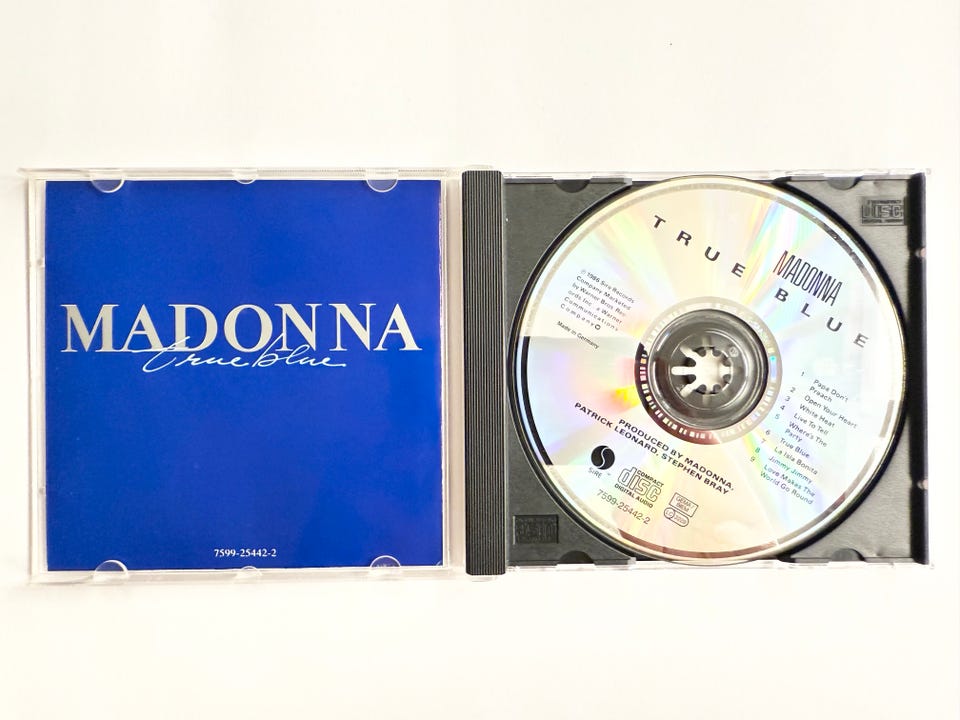 MADONNA
true blue
7599-25442-2
TRUE BLUE
MADONNA
℗ 1986 Sire Records
Company Marketed
by Warner Bros Rec-
ords Inc. a Warner
Communications
Company
Made in Germany
1 Papa Don't
Preach
2 Open Your Heart
3 White Heat
4 Live To Tell
5 Where's The
Party
6 True Blue
7 La Isla Bonita
8 Jimmy Jimmy
9 Love Makes The
World Go Round
PRODUCED BY MADONNA,
PATRICK LEONARD, STEPHEN BRAY
SIRE
COMPACT
disc
DIGITAL AUDIO
GEMA
BIEM
7599-25442-2
DISC